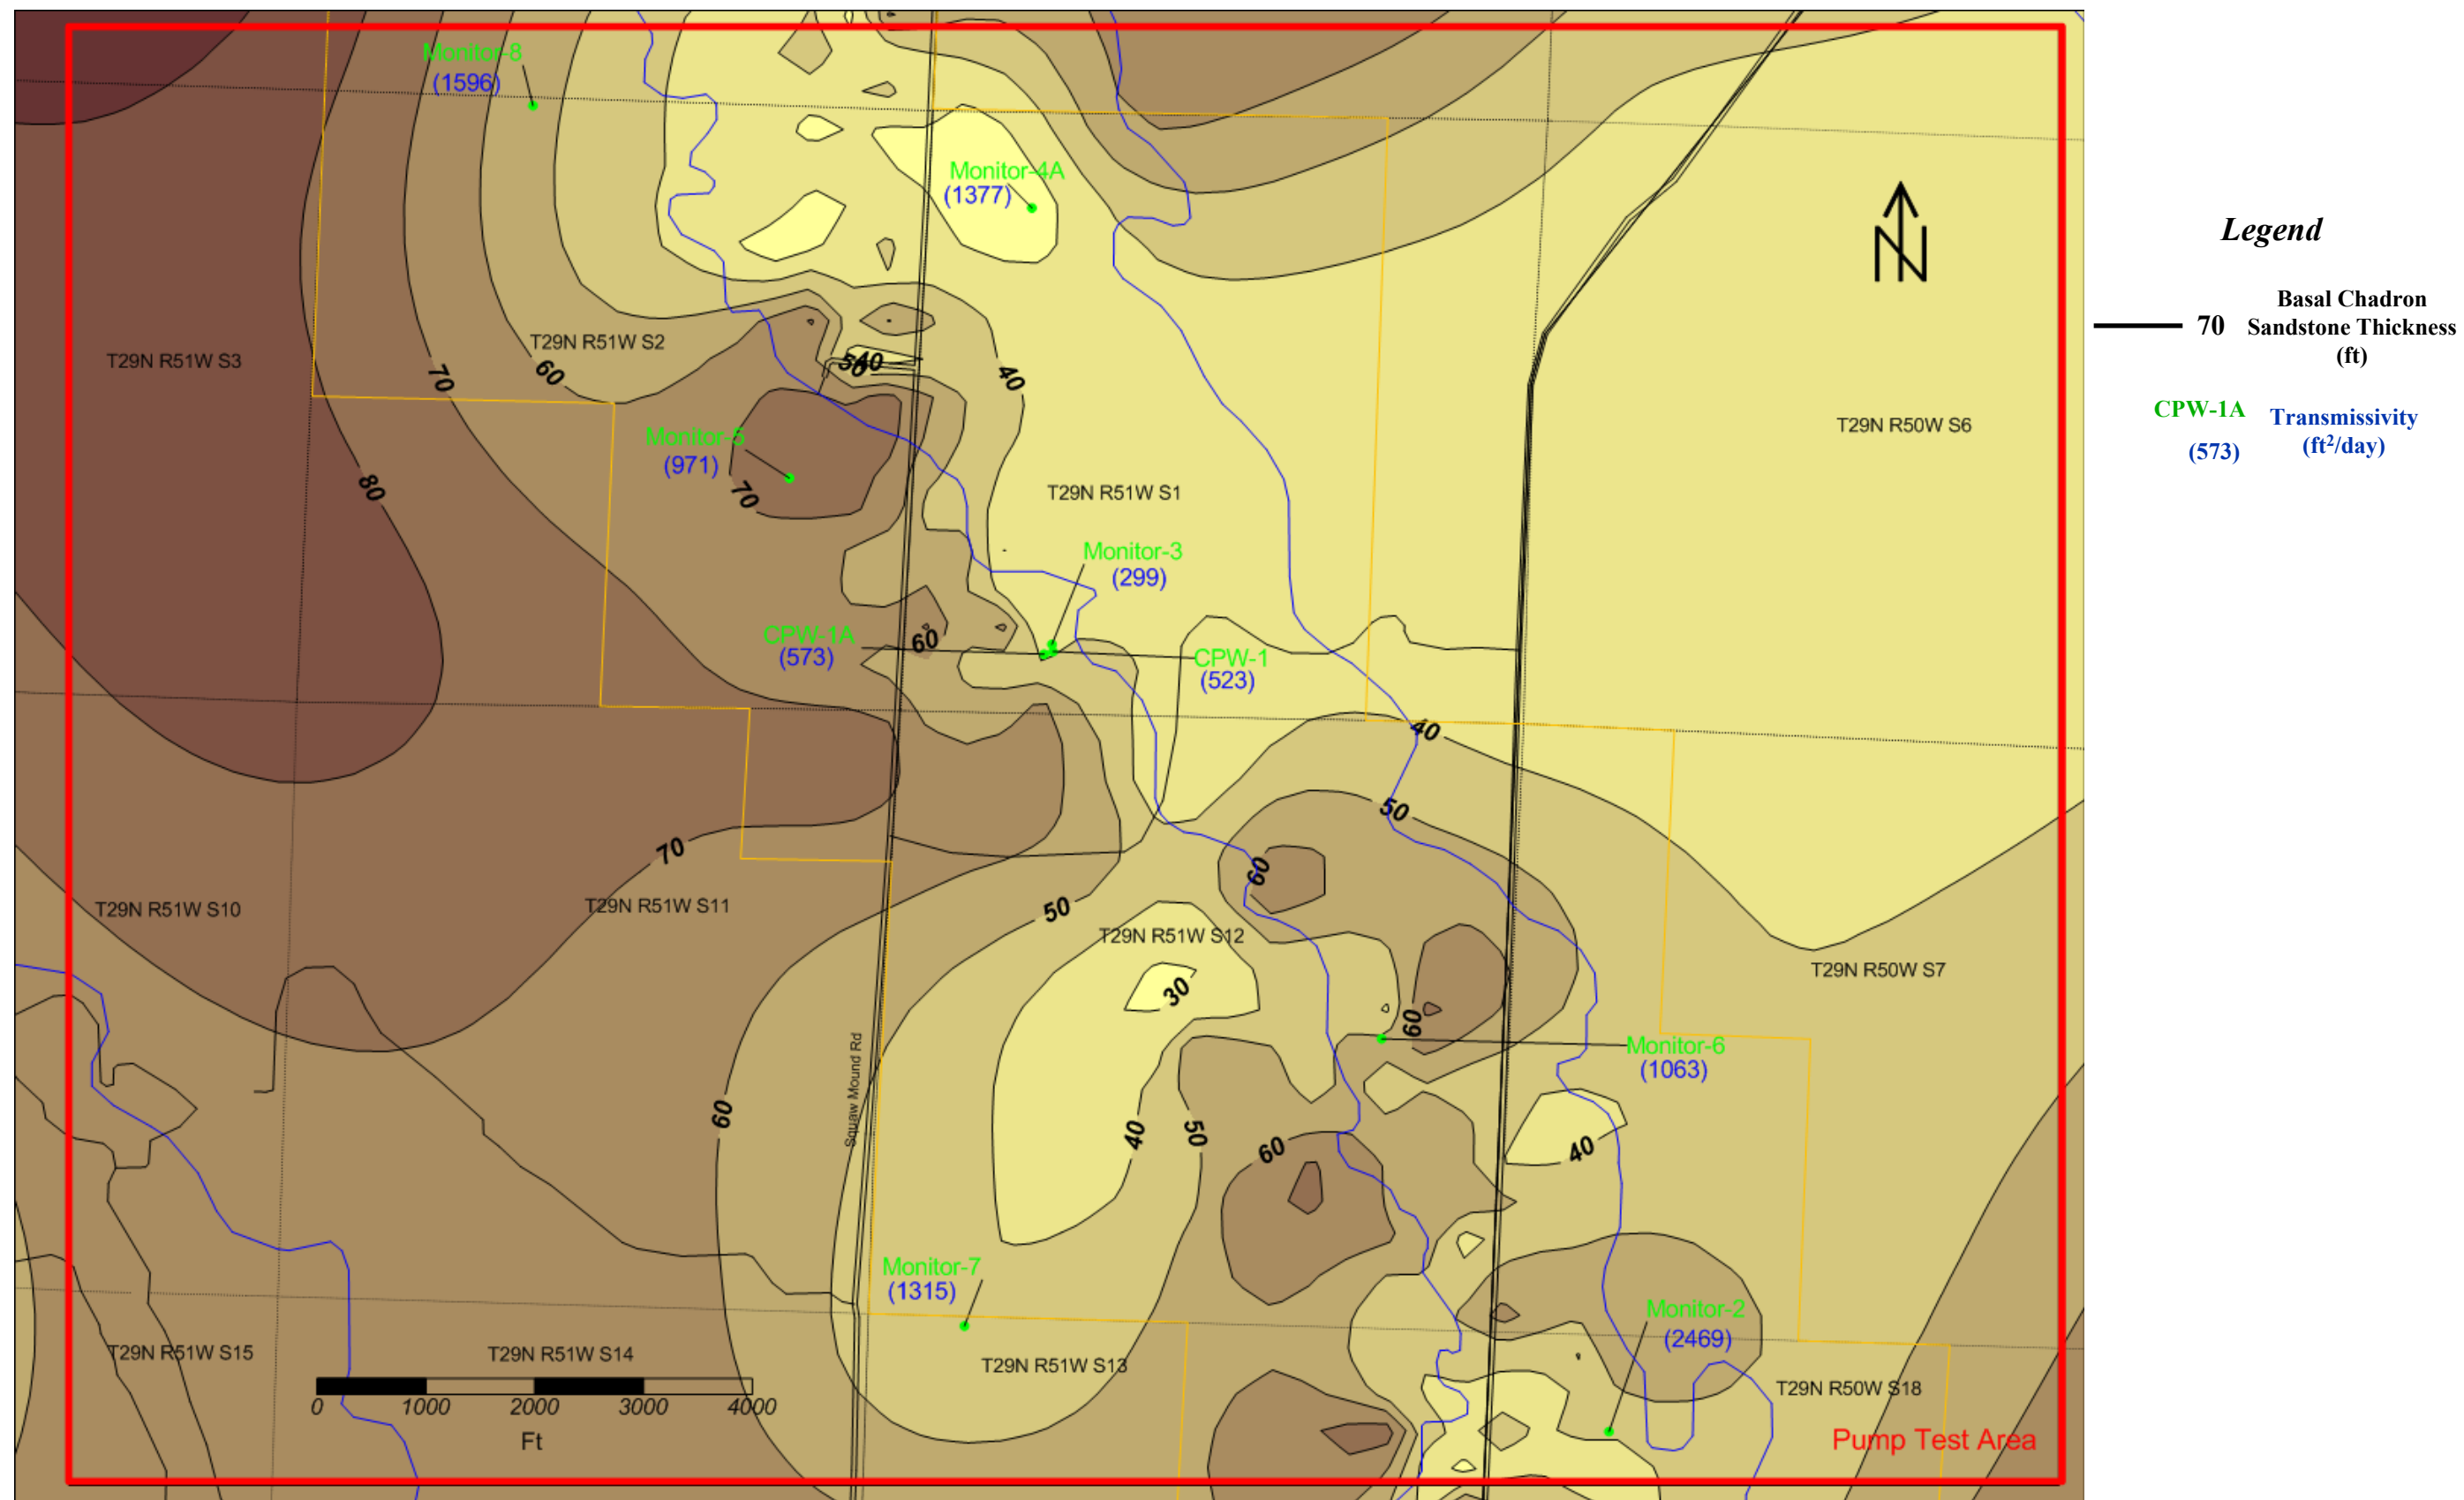 Monitor-8
(1596)
Monitor-4A
(1377)
N
Legend
70
Basal Chadron
Sandstone Thickness
(ft)
CPW-1A
(573)
Transmissivity
(ft²/day)
T29N R51W S3
T29N R51W S2
70
60
50
40
40
T29N R50W S6
Monitor-5
(971)
80
70
T29N R51W S1
Monitor-3
(299)
CPW-1A
(573)
60
CPW-1
(523)
40
50
70
60
T29N R51W S10
T29N R51W S11
50
T29N R51W S12
30
T29N R50W S7
60
Monitor-6
(1063)
60
Squaw Mound Rd
40
50
60
40
Monitor-7
(1315)
Monitor-2
(2469)
T29N R51W S15
T29N R51W S14
T29N R51W S13
T29N R50W S18
0 1000 2000 3000 4000
Ft
Pump Test Area